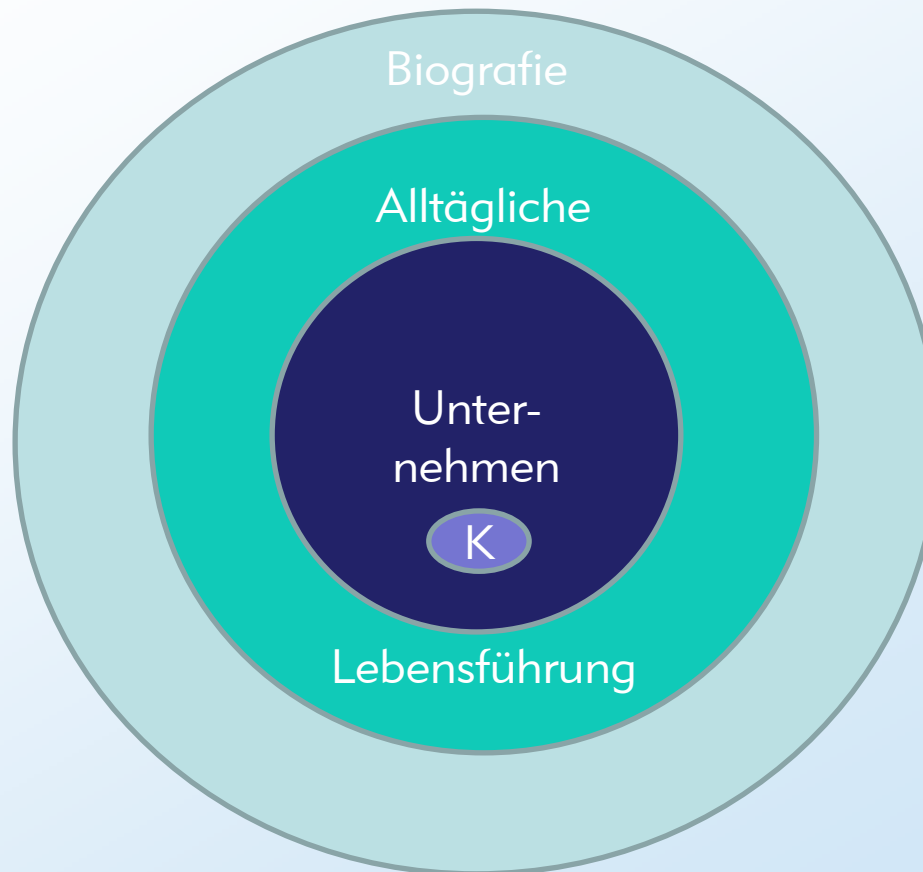 Biografie
Alltägliche
Unter-
nehmen
K
Lebensführung